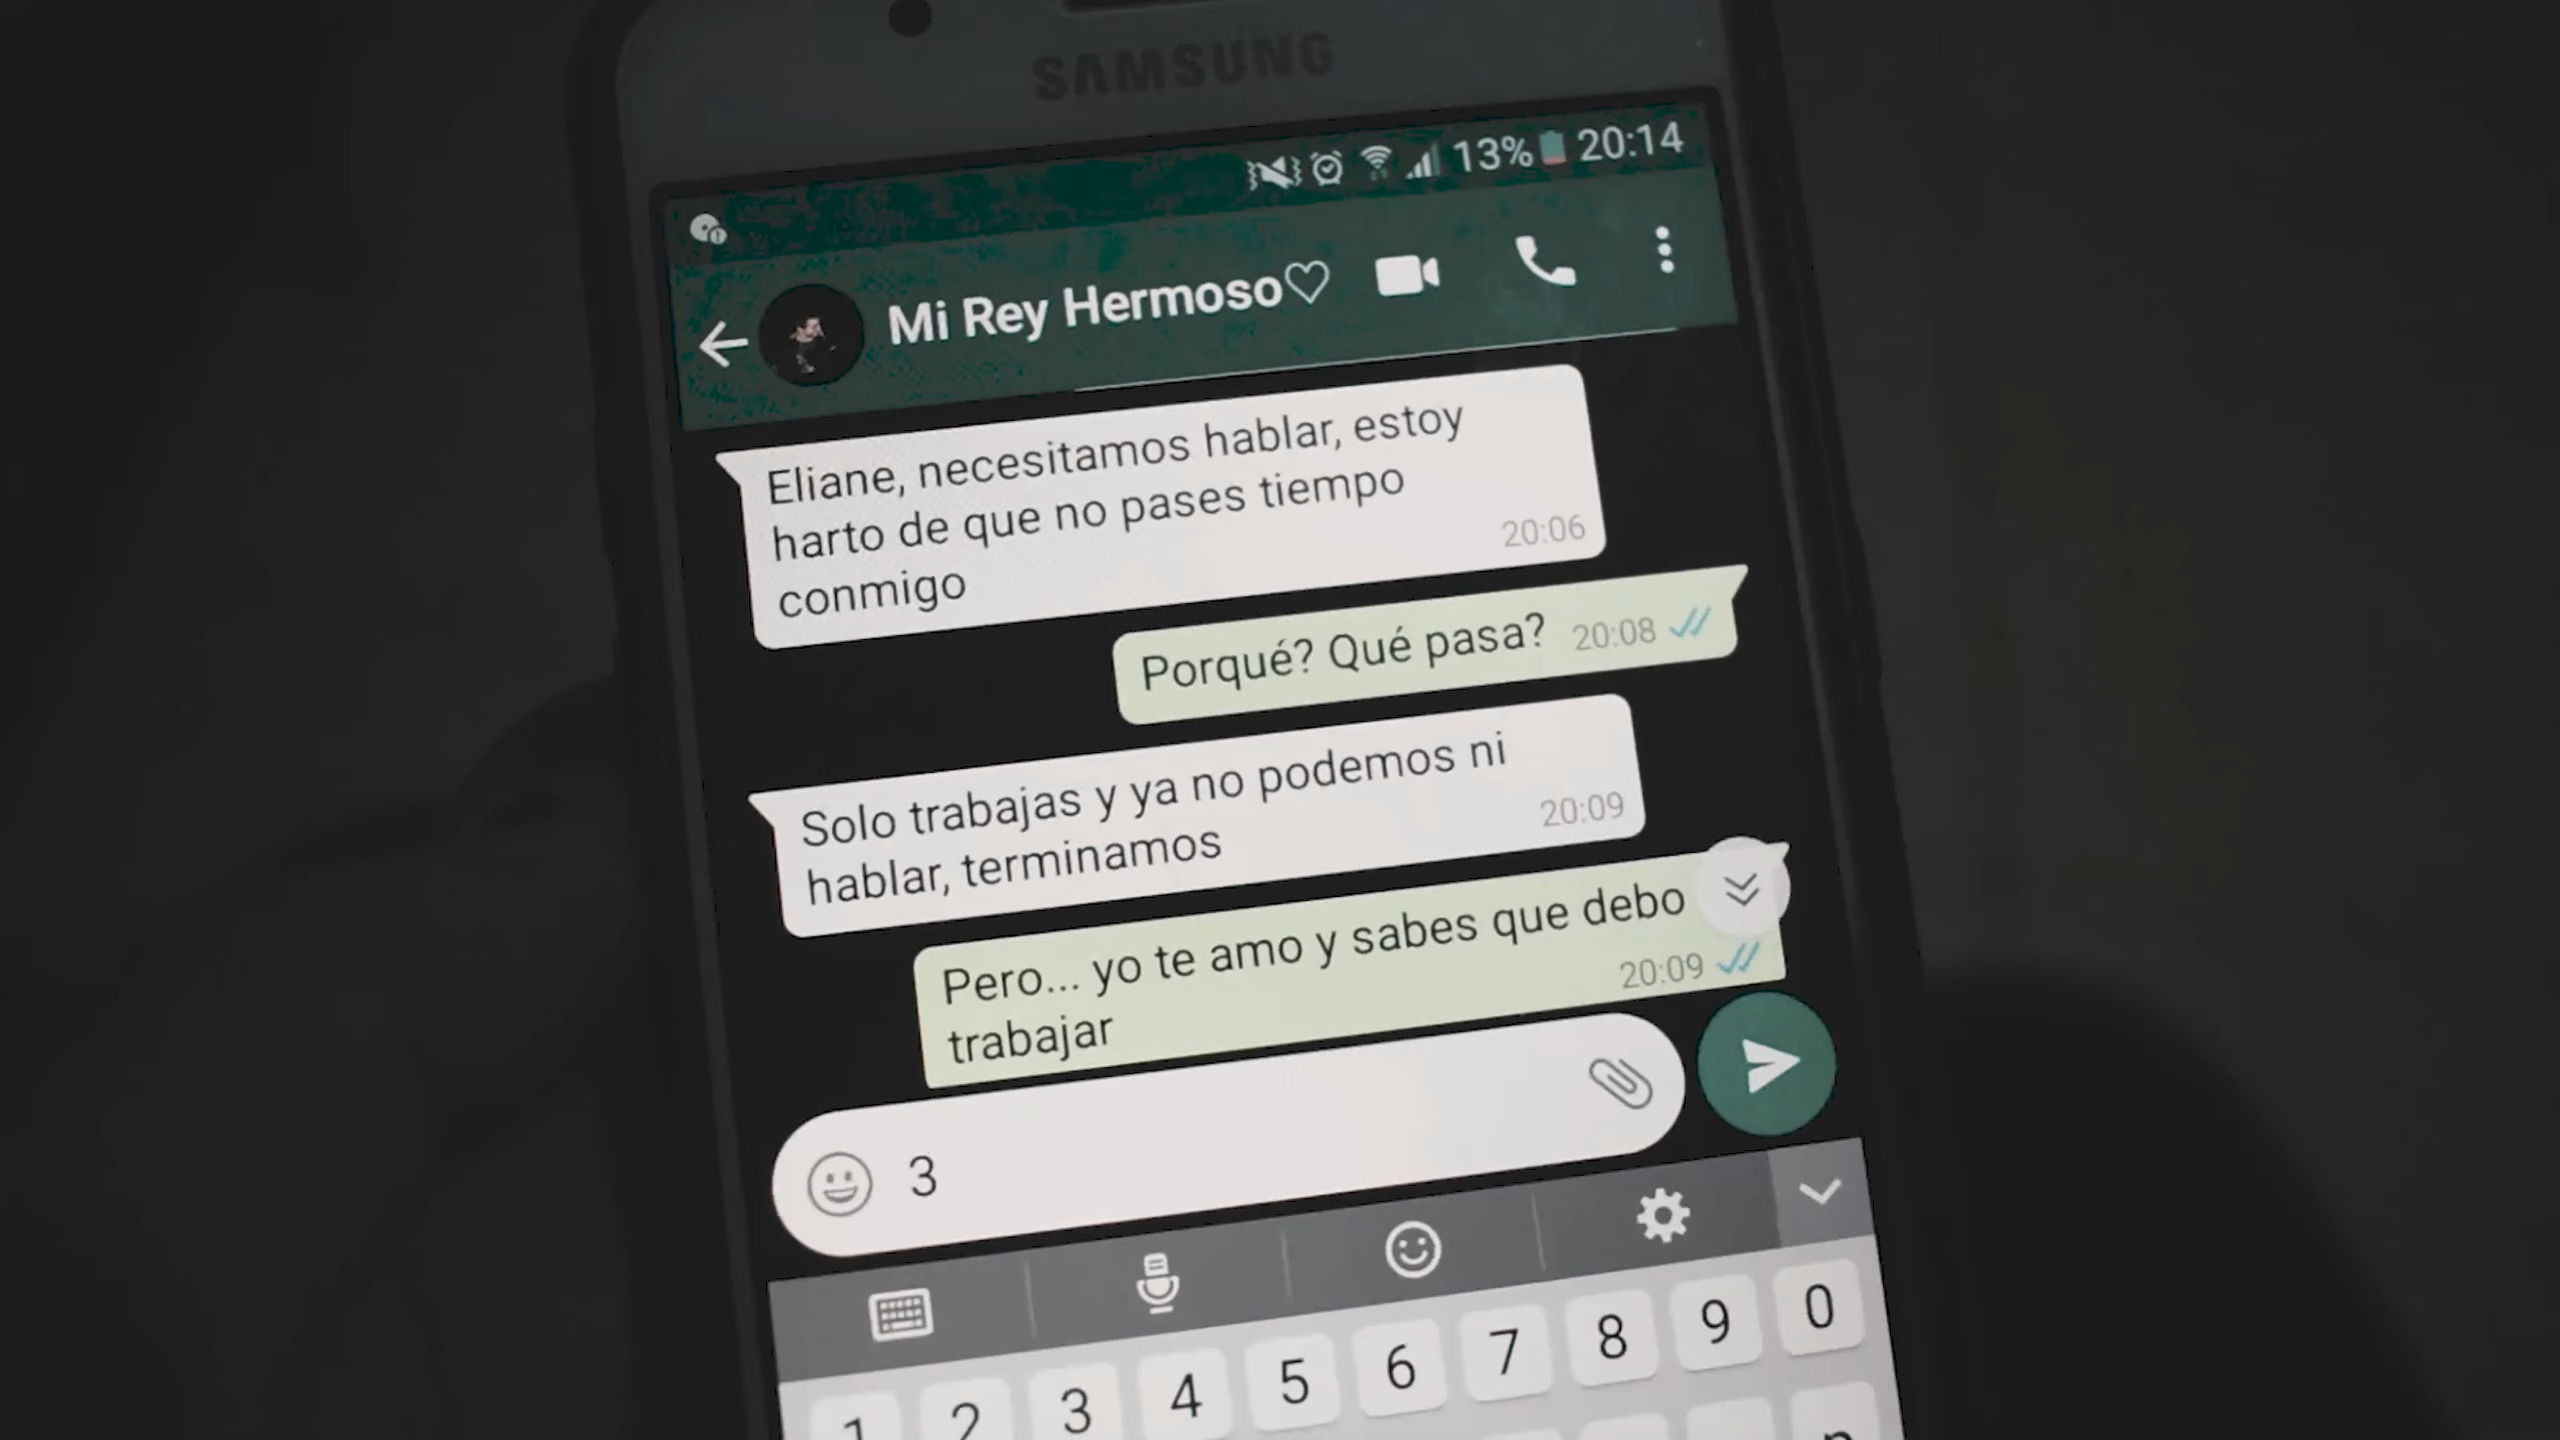 SAMSUNG
13% 20:14
Mi Rey Hermoso♡
Eliane, necesitamos hablar, estoy
harto de que no pases tiempo
conmigo
20:06
Porqué? Qué pasa? 20:08
Solo trabajas y ya no podemos ni
hablar, terminamos
20:09
Pero... yo te amo y sabes que debo
trabajar
20:09
3
1 2 3 4 5 6 7 8 9 0